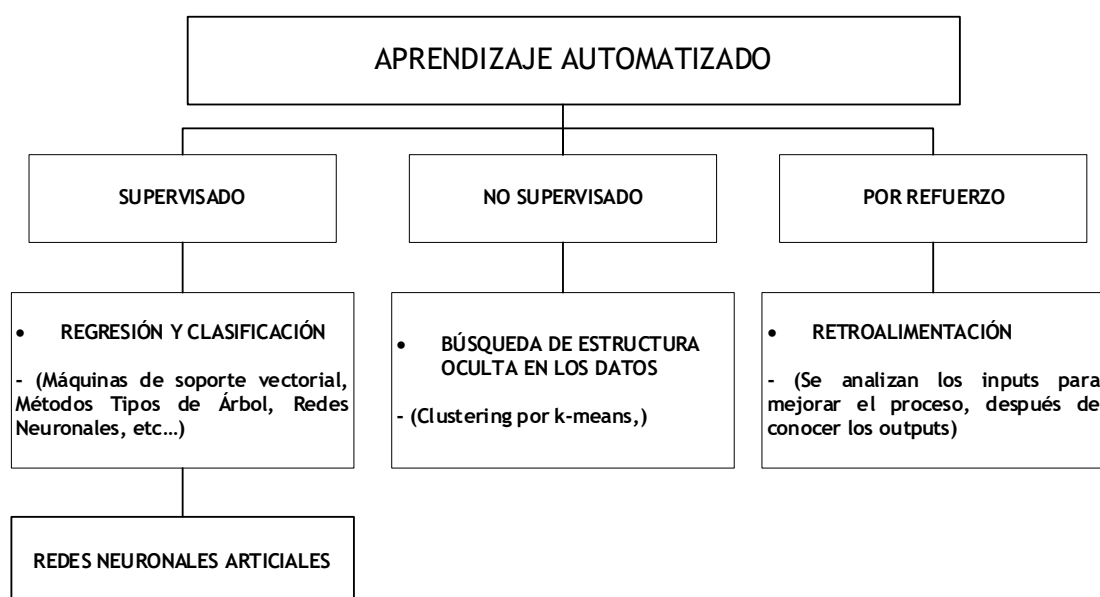 APRENDIZAJE AUTOMATIZADO
SUPERVISADO
NO SUPERVISADO
POR REFUERZO
• REGRESIÓN Y CLASIFICACIÓN
- (Máquinas de soporte vectorial,
Métodos Tipos de Árbol, Redes
Neuronales, etc…)
• BÚSQUEDA DE ESTRUCTURA
OCULTA EN LOS DATOS
- (Clustering por k-means,)
• RETROALIMENTACIÓN
- (Se analizan los inputs para
mejorar el proceso, después de
conocer los outputs)
REDES NEURONALES ARTICIALES